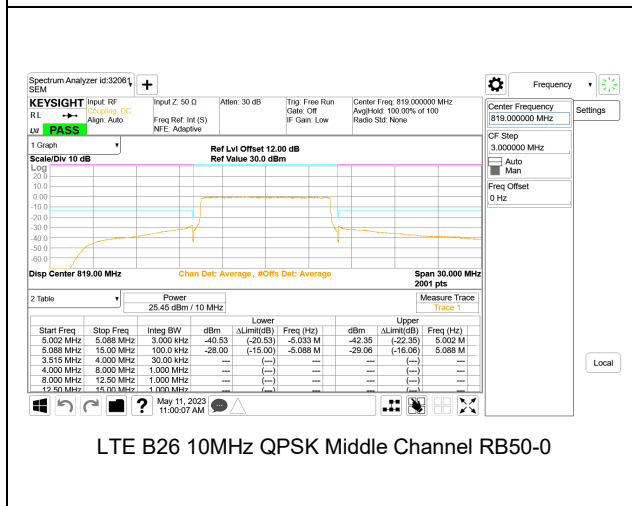 Spectrum Analyzer id:32061
SEM
+
Frequency
KEYSIGHT
RL
LXI PASS
Input: RF
Coupling: DC
Align: Auto
Input Z: 50 Ω
Freq Ref: Int (S)
NFE: Adaptive
Atten: 30 dB
Trig: Free Run
Gate: Off
IF Gain: Low
Center Freq: 819.000000 MHz
Avg|Hold: 100.00% of 100
Radio Std: None
Center Frequency
819.000000 MHz
Settings
CF Step
3.000000 MHz
Auto
Man
Freq Offset
0 Hz
Local
1 Graph
Scale/Div 10 dB
Ref Lvl Offset 12.00 dB
Ref Value 30.0 dBm
Log
20.0
10.0
0.00
-10.0
-20.0
-30.0
-40.0
-50.0
-60.0
Disp Center 819.00 MHz
Chan Det: Average , #Offs Det: Average
Span 30.000 MHz
2001 pts
2 Table
Power
25.45 dBm / 10 MHz
Measure Trace
Trace 1
Lower Upper
Start Freq Stop Freq Integ BW dBm ΔLimit(dB) Freq (Hz) dBm ΔLimit(dB) Freq (Hz)
5.002 MHz 5.088 MHz 3.000 kHz -40.53 (-20.53) -5.033 M -42.35 (-22.35) 5.002 M
5.088 MHz 15.00 MHz 100.0 kHz -28.00 (-15.00) -5.088 M -29.06 (-16.06) 5.088 M
3.515 MHz 4.000 MHz 30.00 kHz --- (---) --- --- (---) ---
4.000 MHz 8.000 MHz 1.000 MHz --- (---) --- --- (---) ---
8.000 MHz 12.50 MHz 1.000 MHz --- (---) --- --- (---) ---
12.50 MHz 15.00 MHz 1.000 MHz --- (---) --- --- (---) ---
?
May 11, 2023
11:00:07 AM
LTE B26 10MHz QPSK Middle Channel RB50-0